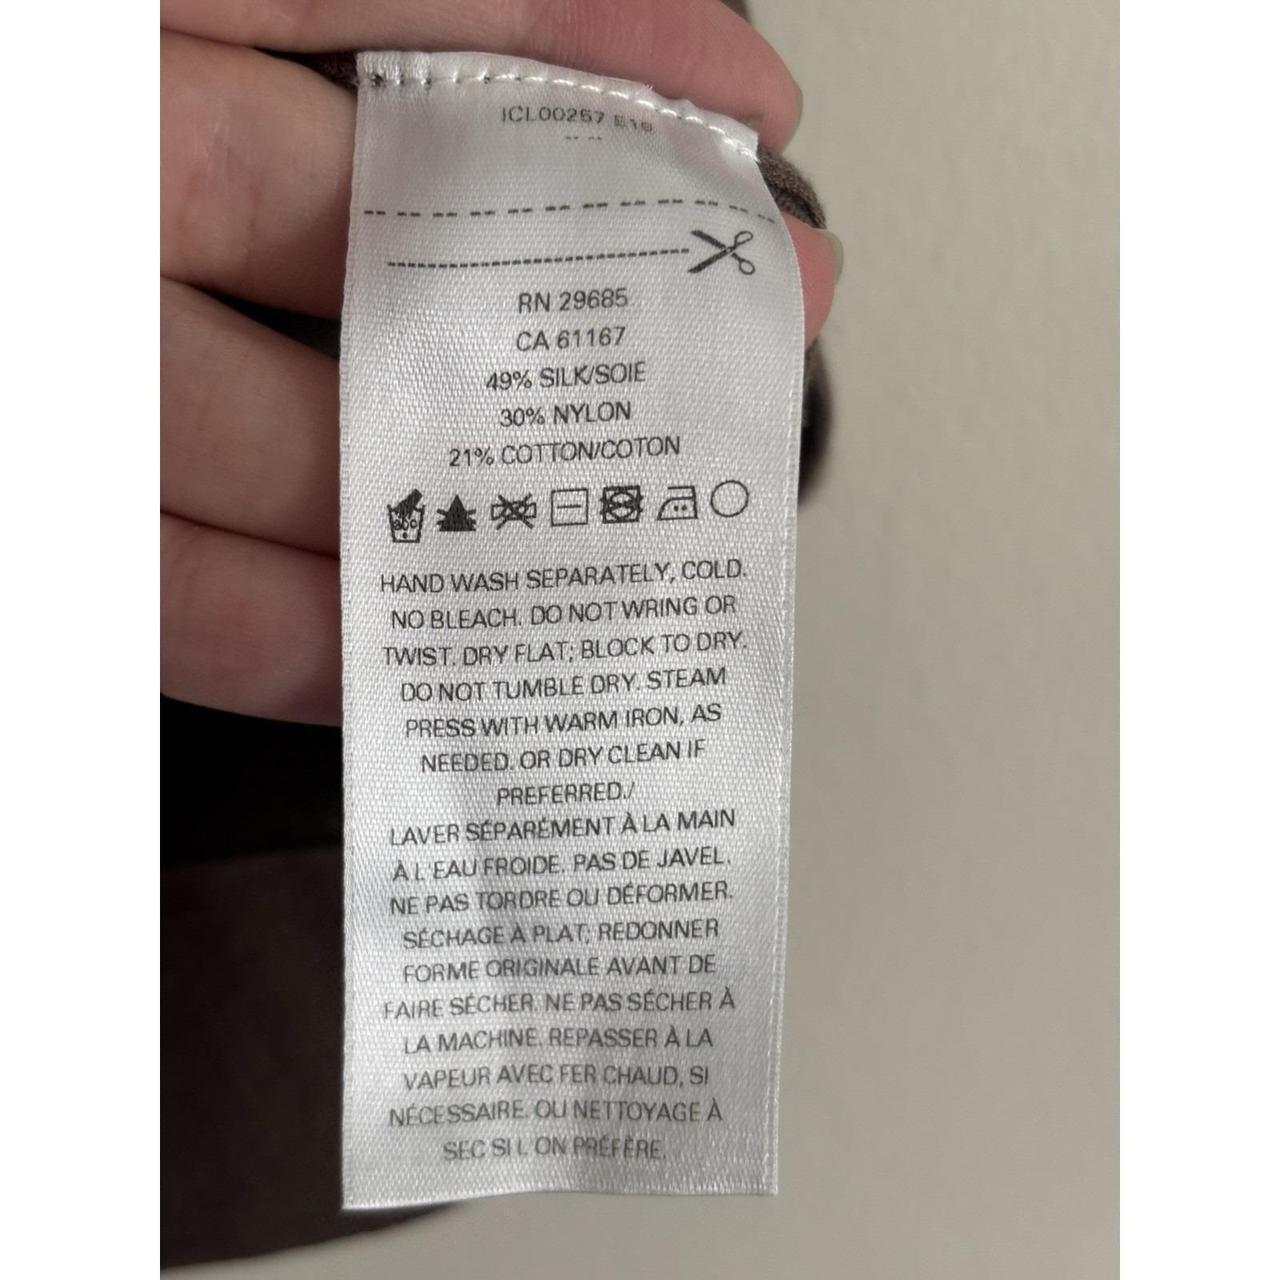 ICL00267 E16
RN 29685
CA 61167
49% SILK/SOIE
30% NYLON
21% COTTON/COTON
HAND WASH SEPARATELY, COLD.
NO BLEACH. DO NOT WRING OR
TWIST. DRY FLAT; BLOCK TO DRY.
DO NOT TUMBLE DRY. STEAM
PRESS WITH WARM IRON, AS
NEEDED. OR DRY CLEAN IF
PREFERRED./
LAVER SÉPARÉMENT À LA MAIN
À L EAU FROIDE. PAS DE JAVEL.
NE PAS TORDRE OU DÉFORMER.
SÉCHAGE À PLAT; REDONNER
FORME ORIGINALE AVANT DE
FAIRE SÉCHER. NE PAS SÉCHER À
LA MACHINE. REPASSER À LA
VAPEUR AVEC FER CHAUD, SI
NÉCESSAIRE. OU NETTOYAGE À
SEC SI L ON PRÉFÈRE.